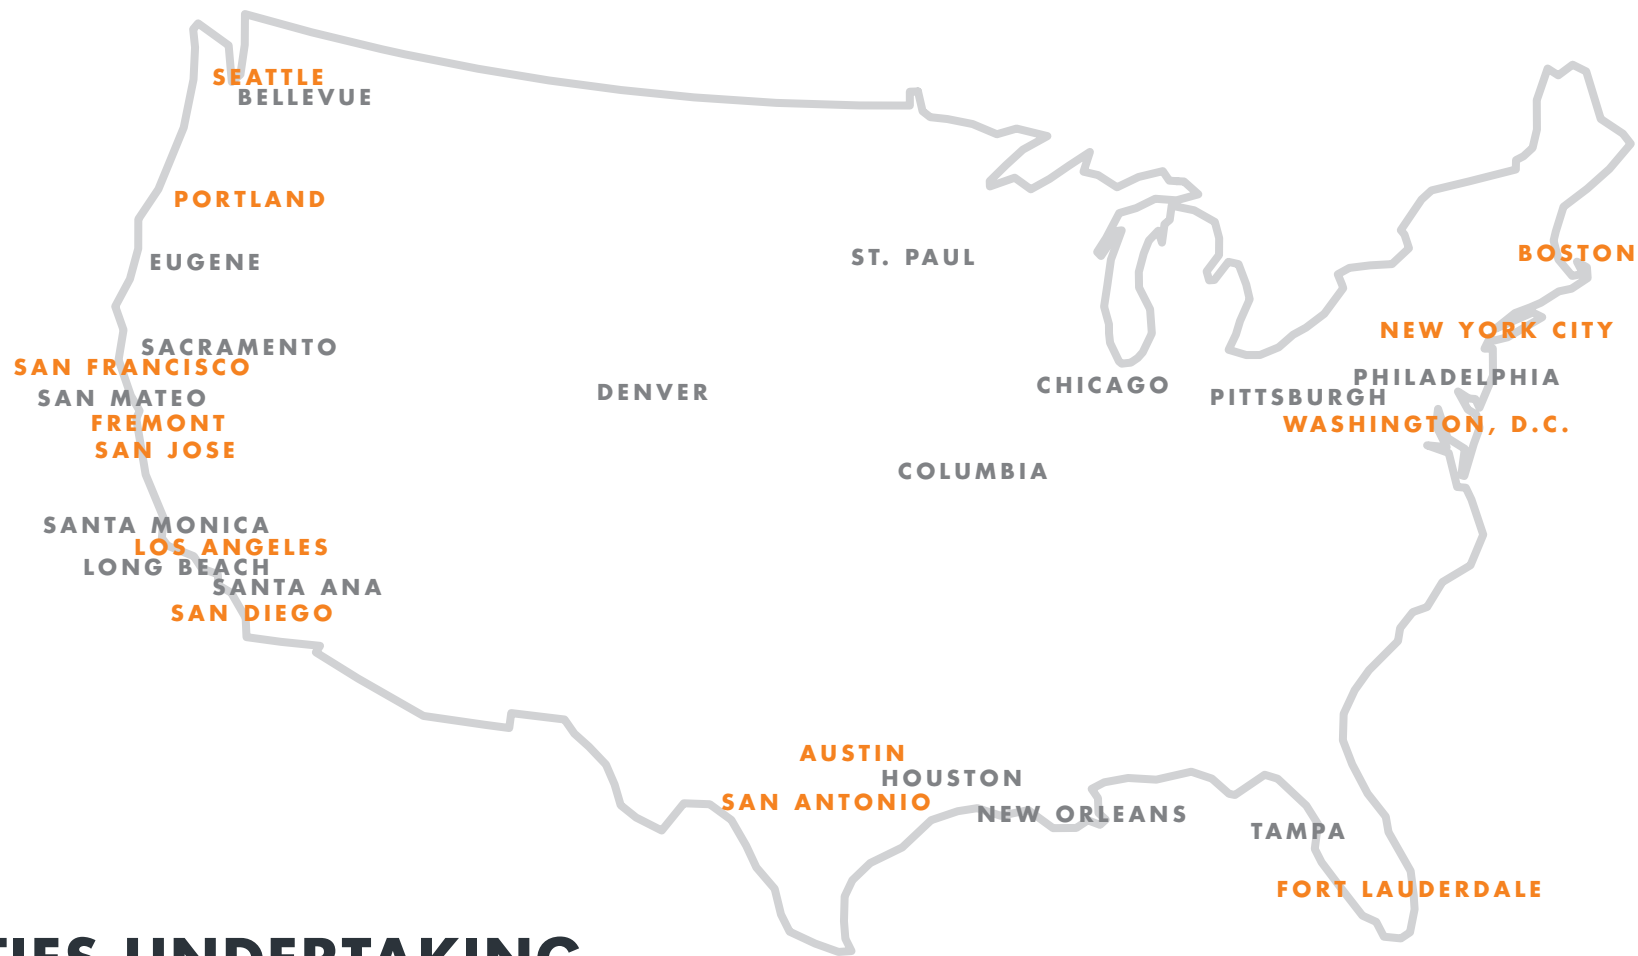 SEATTLE
BELLEVUE
PORTLAND
EUGENE
ST. PAUL
BOSTON
NEW YORK CITY
SACRAMENTO
SAN FRANCISCO
PHILADELPHIA
CHICAGO
DENVER
PITTSBURGH
SAN MATEO
FREMONT
WASHINGTON, D.C.
SAN JOSE
COLUMBIA
SANTA MONICA
LOS ANGELES
LONG BEACH
SANTA ANA
SAN DIEGO
AUSTIN
HOUSTON
SAN ANTONIO
NEW ORLEANS
TAMPA
FORT LAUDERDALE
UNDERTAKING